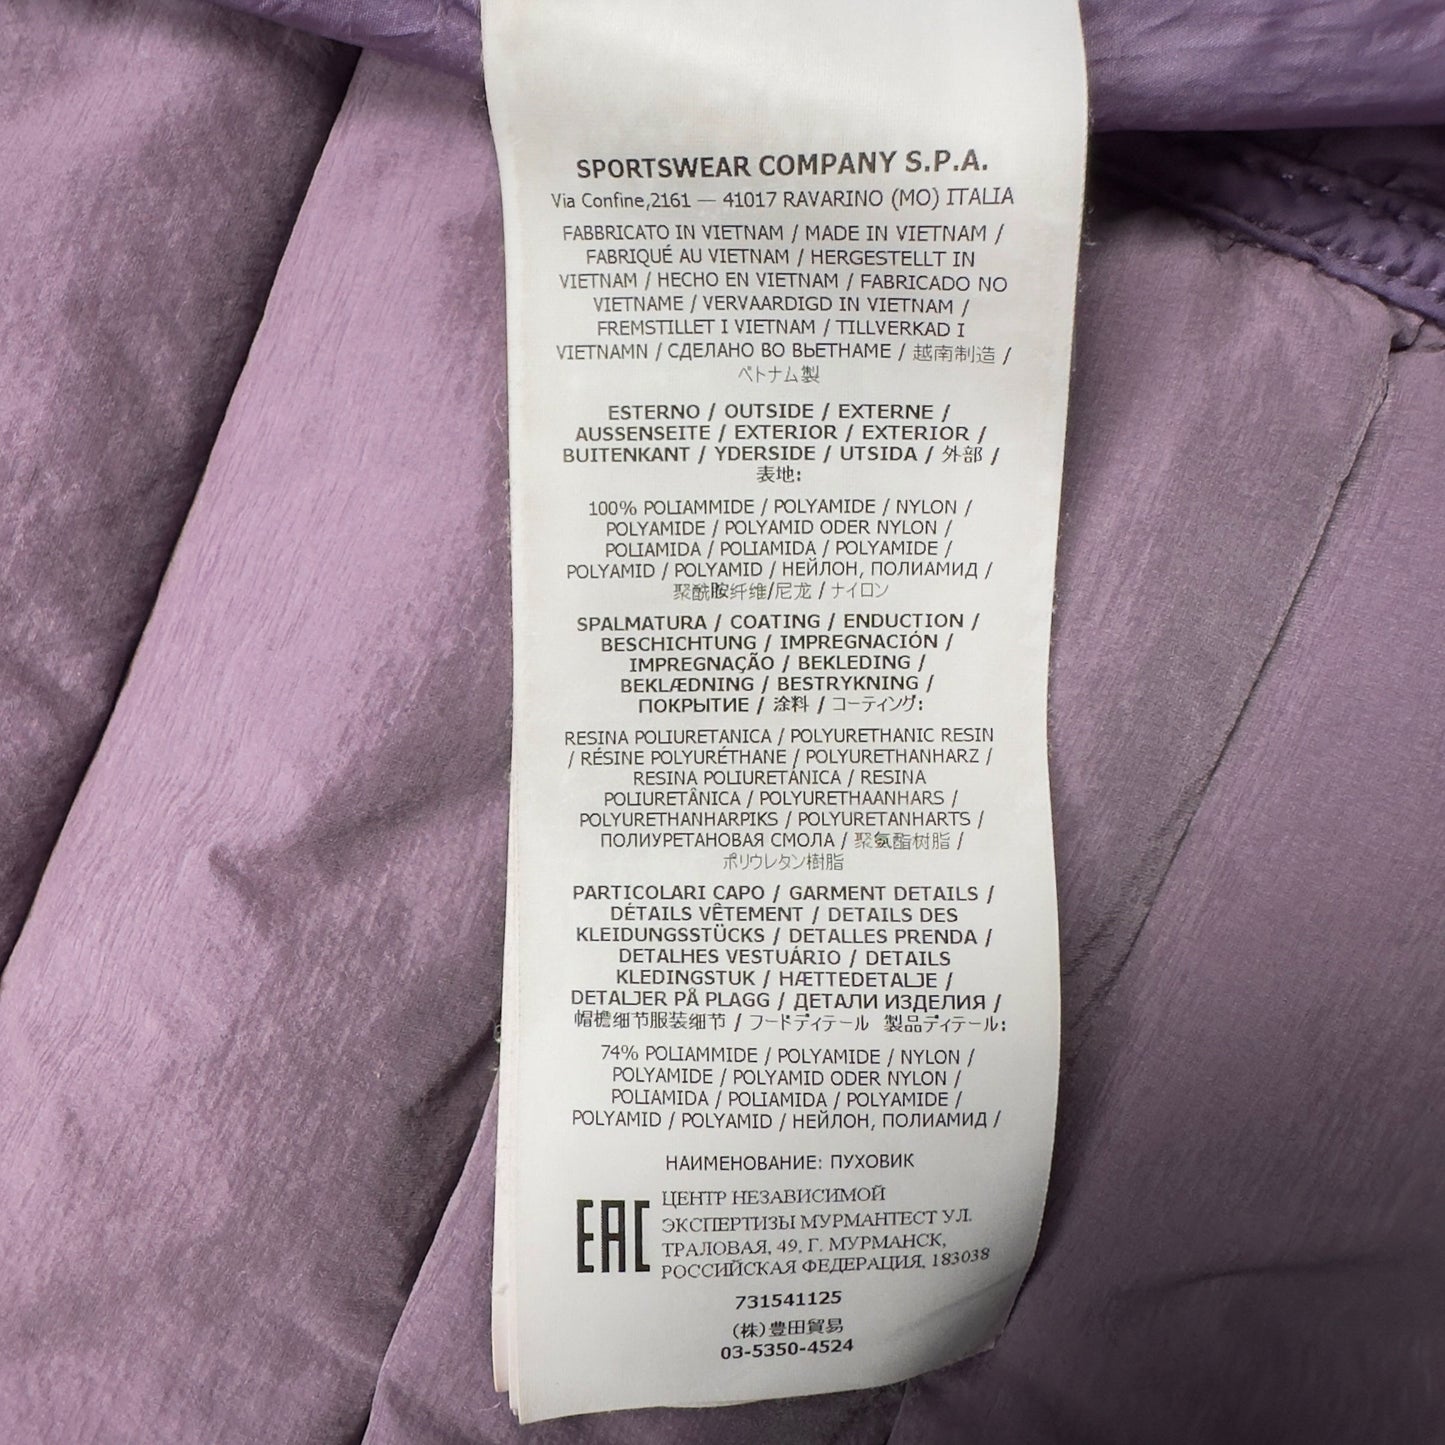 SPORTSWEAR COMPANY S.P.A.
Via Confine,2161 — 41017 RAVARINO (MO) ITALIA
FABBRICATO IN VIETNAM / MADE IN VIETNAM /
FABRIQUÉ AU VIETNAM / HERGESTELLT IN
VIETNAM / HECHO EN VIETNAM / FABRICADO NO
VIETNAME / VERVAARDIGD IN VIETNAM /
FREMSTILLET I VIETNAM / TILLVERKAD I
VIETNAMN / СДЕЛАНО ВО ВЬЕТНАМЕ / 越南制造 /
ベトナム製
ESTERNO / OUTSIDE / EXTERNE /
AUSSENSEITE / EXTERIOR / EXTERIOR /
BUITENKANT / YDERSIDE / UTSIDA / 外部 /
表地:
100% POLIAMMIDE / POLYAMIDE / NYLON /
POLYAMIDE / POLYAMID ODER NYLON /
POLIAMIDA / POLIAMIDA / POLYAMIDE /
POLYAMID / POLYAMID / НЕЙЛОН, ПОЛИАМИД /
聚酰胺纤维/尼龙 / ナイロン
SPALMATURA / COATING / ENDUCTION /
BESCHICHTUNG / IMPREGNACIÓN /
IMPREGNAÇÃO / BEKLEDING /
BEKLÆDNING / BESTRYKNING /
ПОКРЫТИЕ / 涂料 / コーティング:
RESINA POLIURETANICA / POLYURETHANIC RESIN
/ RÉSINE POLYURÉTHANE / POLYURETHANHARZ /
RESINA POLIURETÁNICA / RESINA
POLIURETÂNICA / POLYURETHAANHARS /
POLYURETHANHARPIKS / POLYURETANHARTS /
ПОЛИУРЕТАНОВАЯ СМОЛА / 聚氨酯树脂 /
ポリウレタン樹脂
PARTICOLARI CAPO / GARMENT DETAILS /
DÉTAILS VÊTEMENT / DETAILS DES
KLEIDUNGSSTÜCKS / DETALLES PRENDA /
DETALHES VESTUÁRIO / DETAILS
KLEDINGSTUK / HÆTTEDETALJE /
DETALJER PÅ PLAGG / ДЕТАЛИ ИЗДЕЛИЯ /
帽檐细节服装细节 / フードディテール 製品ディテール:
74% POLIAMMIDE / POLYAMIDE / NYLON /
POLYAMIDE / POLYAMID ODER NYLON /
POLIAMIDA / POLIAMIDA / POLYAMIDE /
POLYAMID / POLYAMID / НЕЙЛОН, ПОЛИАМИД /
НАИМЕНОВАНИЕ: ПУХОВИК
EAC
ЦЕНТР НЕЗАВИСИМОЙ
ЭКСПЕРТИЗЫ МУРМАНТЕСТ УЛ.
ТРАЛОВАЯ, 49, Г. МУРМАНСК,
РОССИЙСКАЯ ФЕДЕРАЦИЯ, 183038
731541125
(株)豊田貿易
03-5350-4524